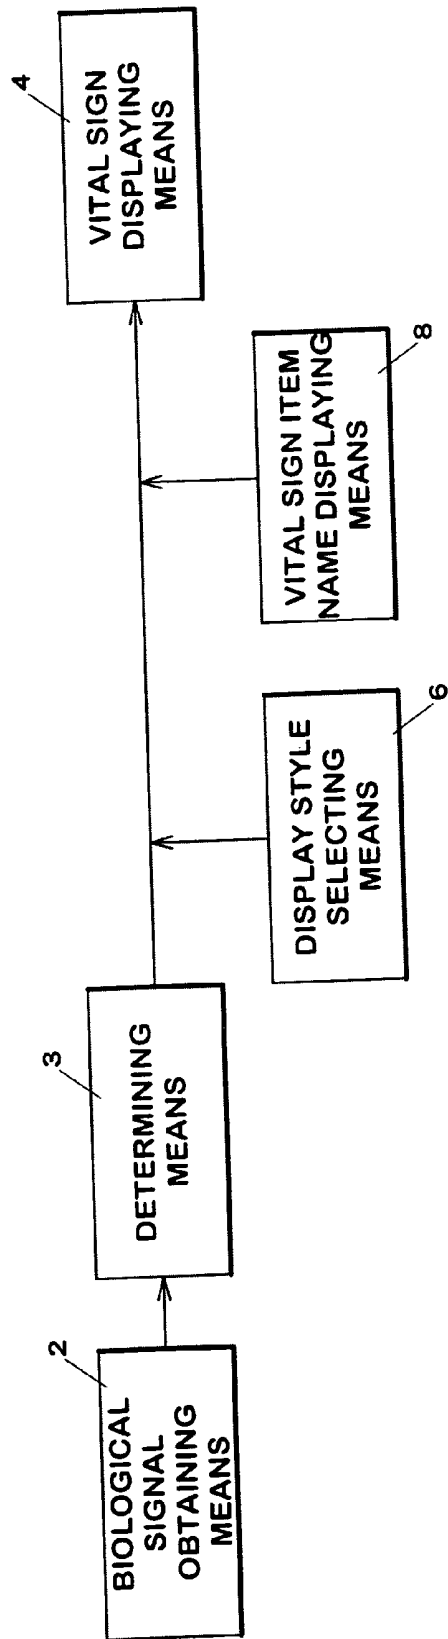 2
BIOLOGICAL
SIGNAL
OBTAINING
MEANS
3
DETERMINING
MEANS
DISPLAY STYLE
SELECTING
MEANS
6
VITAL SIGN ITEM
NAME DISPLAYING
MEANS
8
4
VITAL SIGN
DISPLAYING
MEANS